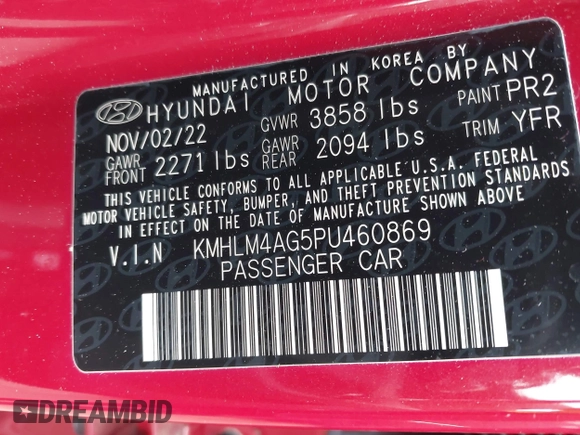 MANUFACTURED IN KOREA BY
HYUNDAI MOTOR COMPANY
NOV/02/22 GVWR 3858 lbs PAINT PR2
GAWR FRONT 2271 lbs GAWR REAR 2094 lbs TRIM YFR
THIS VEHICLE CONFORMS TO ALL APPLICABLE U.S.A. FEDERAL
MOTOR VEHICLE SAFETY, BUMPER, AND THEFT PREVENTION STANDARDS
IN EFFECT ON THE DATE OF MANUFACTURE SHOWN ABOVE
V.I.N KMHLM4AG5PU460869
PASSENGER CAR
DREAMBID